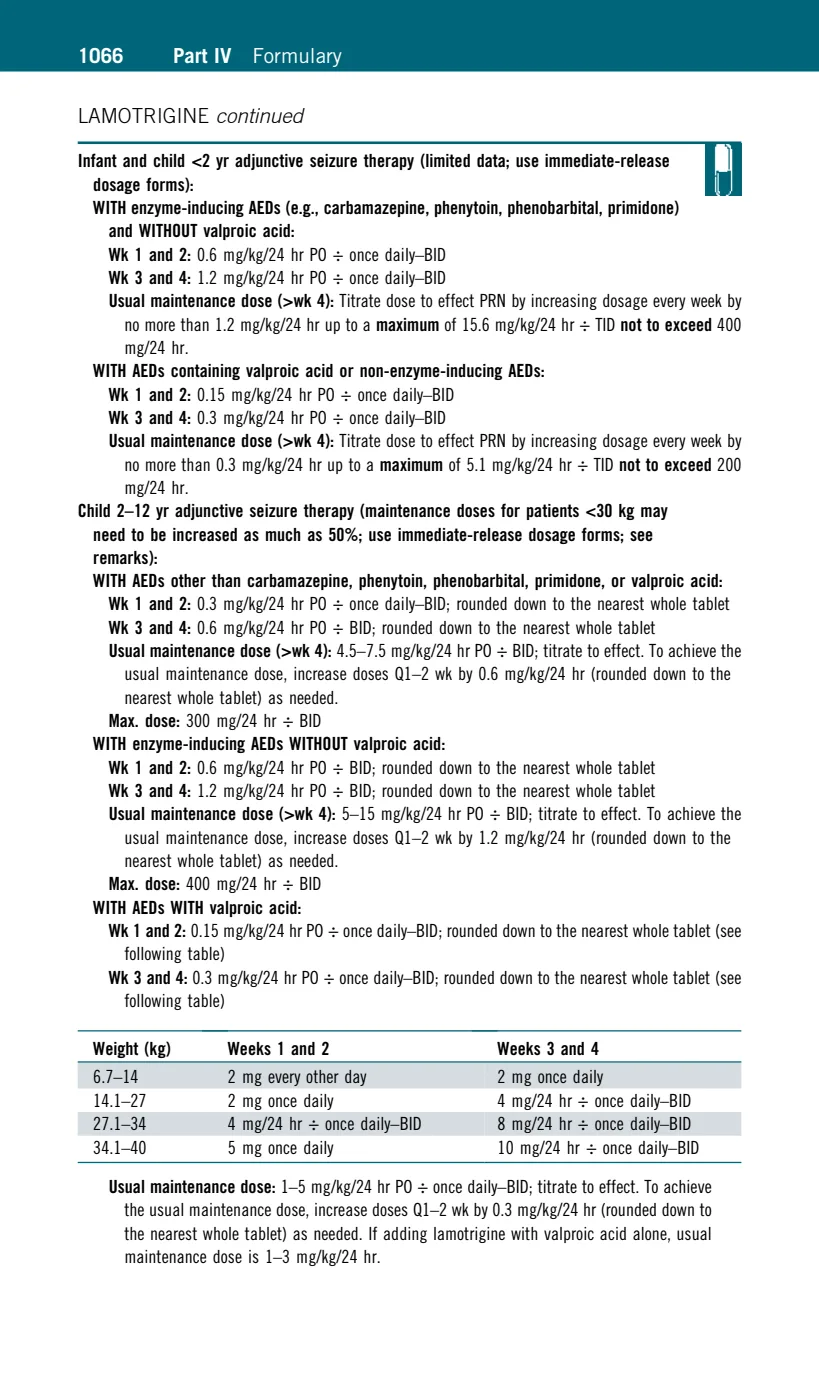 1066 Part IV Formulary
LAMOTRIGINE continued
Infant and child <2 yr adjunctive seizure therapy (limited data; use immediate-release
dosage forms):
WITH enzyme-inducing AEDs (e.g., carbamazepine, phenytoin, phenobarbital, primidone)
and WITHOUT valproic acid:
Wk 1 and 2: 0.6 mg/kg/24 hr PO ÷ once daily–BID
Wk 3 and 4: 1.2 mg/kg/24 hr PO ÷ once daily–BID
Usual maintenance dose (>wk 4): Titrate dose to effect PRN by increasing dosage every week by
no more than 1.2 mg/kg/24 hr up to a maximum of 15.6 mg/kg/24 hr ÷ TID not to exceed 400
mg/24 hr.
WITH AEDs containing valproic acid or non-enzyme-inducing AEDs:
Wk 1 and 2: 0.15 mg/kg/24 hr PO ÷ once daily–BID
Wk 3 and 4: 0.3 mg/kg/24 hr PO ÷ once daily–BID
Usual maintenance dose (>wk 4): Titrate dose to effect PRN by increasing dosage every week by
no more than 0.3 mg/kg/24 hr up to a maximum of 5.1 mg/kg/24 hr ÷ TID not to exceed 200
mg/24 hr.
Child 2–12 yr adjunctive seizure therapy (maintenance doses for patients <30 kg may
need to be increased as much as 50%; use immediate-release dosage forms; see
remarks):
WITH AEDs other than carbamazepine, phenytoin, phenobarbital, primidone, or valproic acid:
Wk 1 and 2: 0.3 mg/kg/24 hr PO ÷ once daily–BID; rounded down to the nearest whole tablet
Wk 3 and 4: 0.6 mg/kg/24 hr PO ÷ BID; rounded down to the nearest whole tablet
Usual maintenance dose (>wk 4): 4.5–7.5 mg/kg/24 hr PO ÷ BID; titrate to effect. To achieve the
usual maintenance dose, increase doses Q1–2 wk by 0.6 mg/kg/24 hr (rounded down to the
nearest whole tablet) as needed.
Max. dose: 300 mg/24 hr ÷ BID
WITH enzyme-inducing AEDs WITHOUT valproic acid:
Wk 1 and 2: 0.6 mg/kg/24 hr PO ÷ BID; rounded down to the nearest whole tablet
Wk 3 and 4: 1.2 mg/kg/24 hr PO ÷ BID; rounded down to the nearest whole tablet
Usual maintenance dose (>wk 4): 5–15 mg/kg/24 hr PO ÷ BID; titrate to effect. To achieve the
usual maintenance dose, increase doses Q1–2 wk by 1.2 mg/kg/24 hr (rounded down to the
nearest whole tablet) as needed.
Max. dose: 400 mg/24 hr ÷ BID
WITH AEDs WITH valproic acid:
Wk 1 and 2: 0.15 mg/kg/24 hr PO ÷ once daily–BID; rounded down to the nearest whole tablet (see
following table)
Wk 3 and 4: 0.3 mg/kg/24 hr PO ÷ once daily–BID; rounded down to the nearest whole tablet (see
following table)
Weight (kg) Weeks 1 and 2 Weeks 3 and 4
6.7–14 2 mg every other day 2 mg once daily
14.1–27 2 mg once daily 4 mg/24 hr ÷ once daily–BID
27.1–34 4 mg/24 hr ÷ once daily–BID 8 mg/24 hr ÷ once daily–BID
34.1–40 5 mg once daily 10 mg/24 hr ÷ once daily–BID
Usual maintenance dose: 1–5 mg/kg/24 hr PO ÷ once daily–BID; titrate to effect. To achieve
the usual maintenance dose, increase doses Q1–2 wk by 0.3 mg/kg/24 hr (rounded down to
the nearest whole tablet) as needed. If adding lamotrigine with valproic acid alone, usual
maintenance dose is 1–3 mg/kg/24 hr.